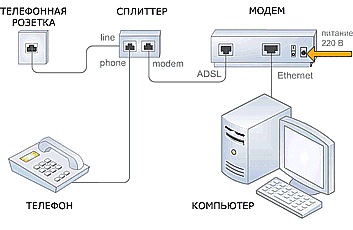 ТЕЛЕФОННАЯ
РОЗЕТКА
СПЛИТТЕР
МОДЕМ
line
phone
modem
ADSL
Ethernet
питание
220 В
ТЕЛЕФОН
КОМПЬЮТЕР